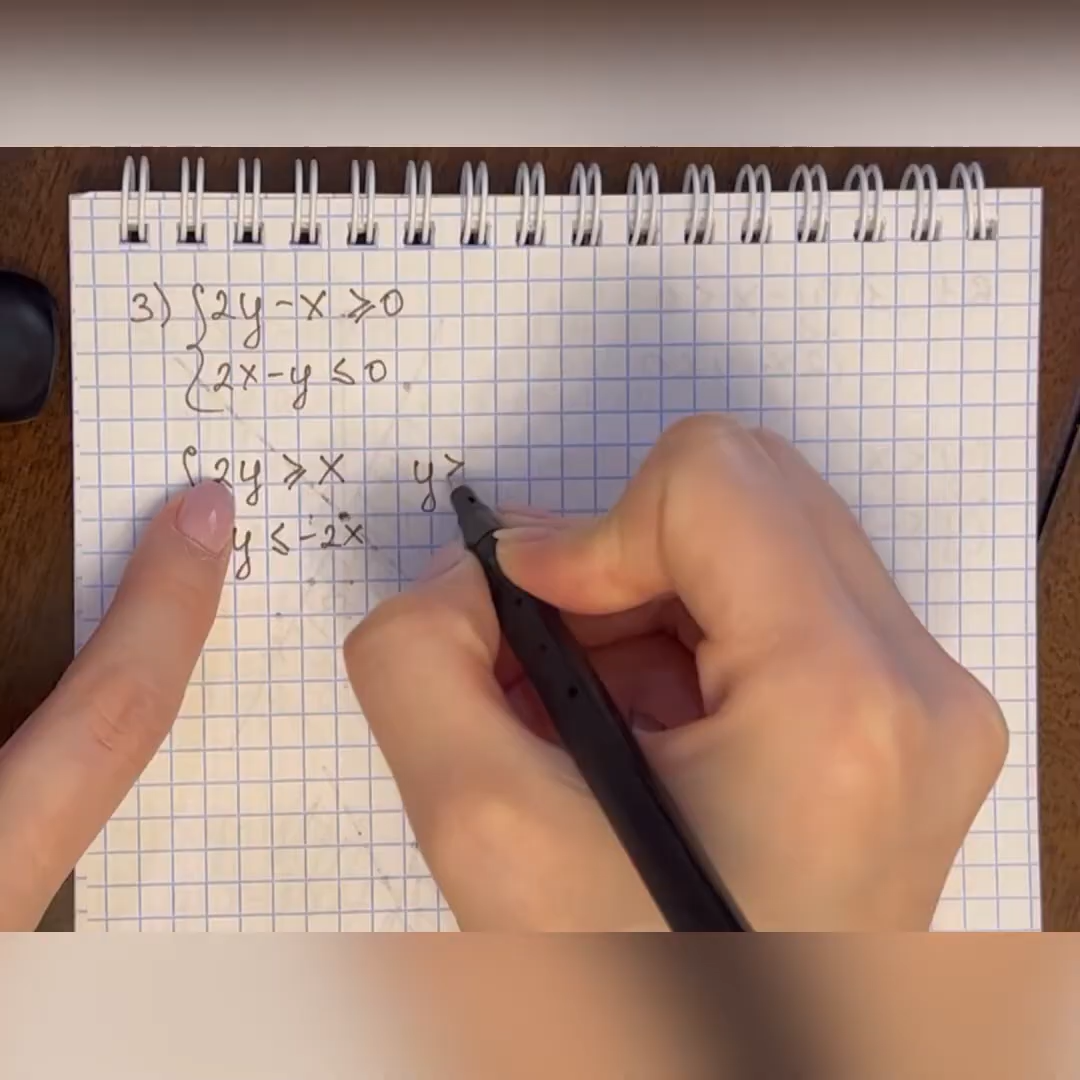 3) { 2y - x ⩾ 0
2x - y ≤ 0
{ 2y ⩾ x y >
y ≤ -2x